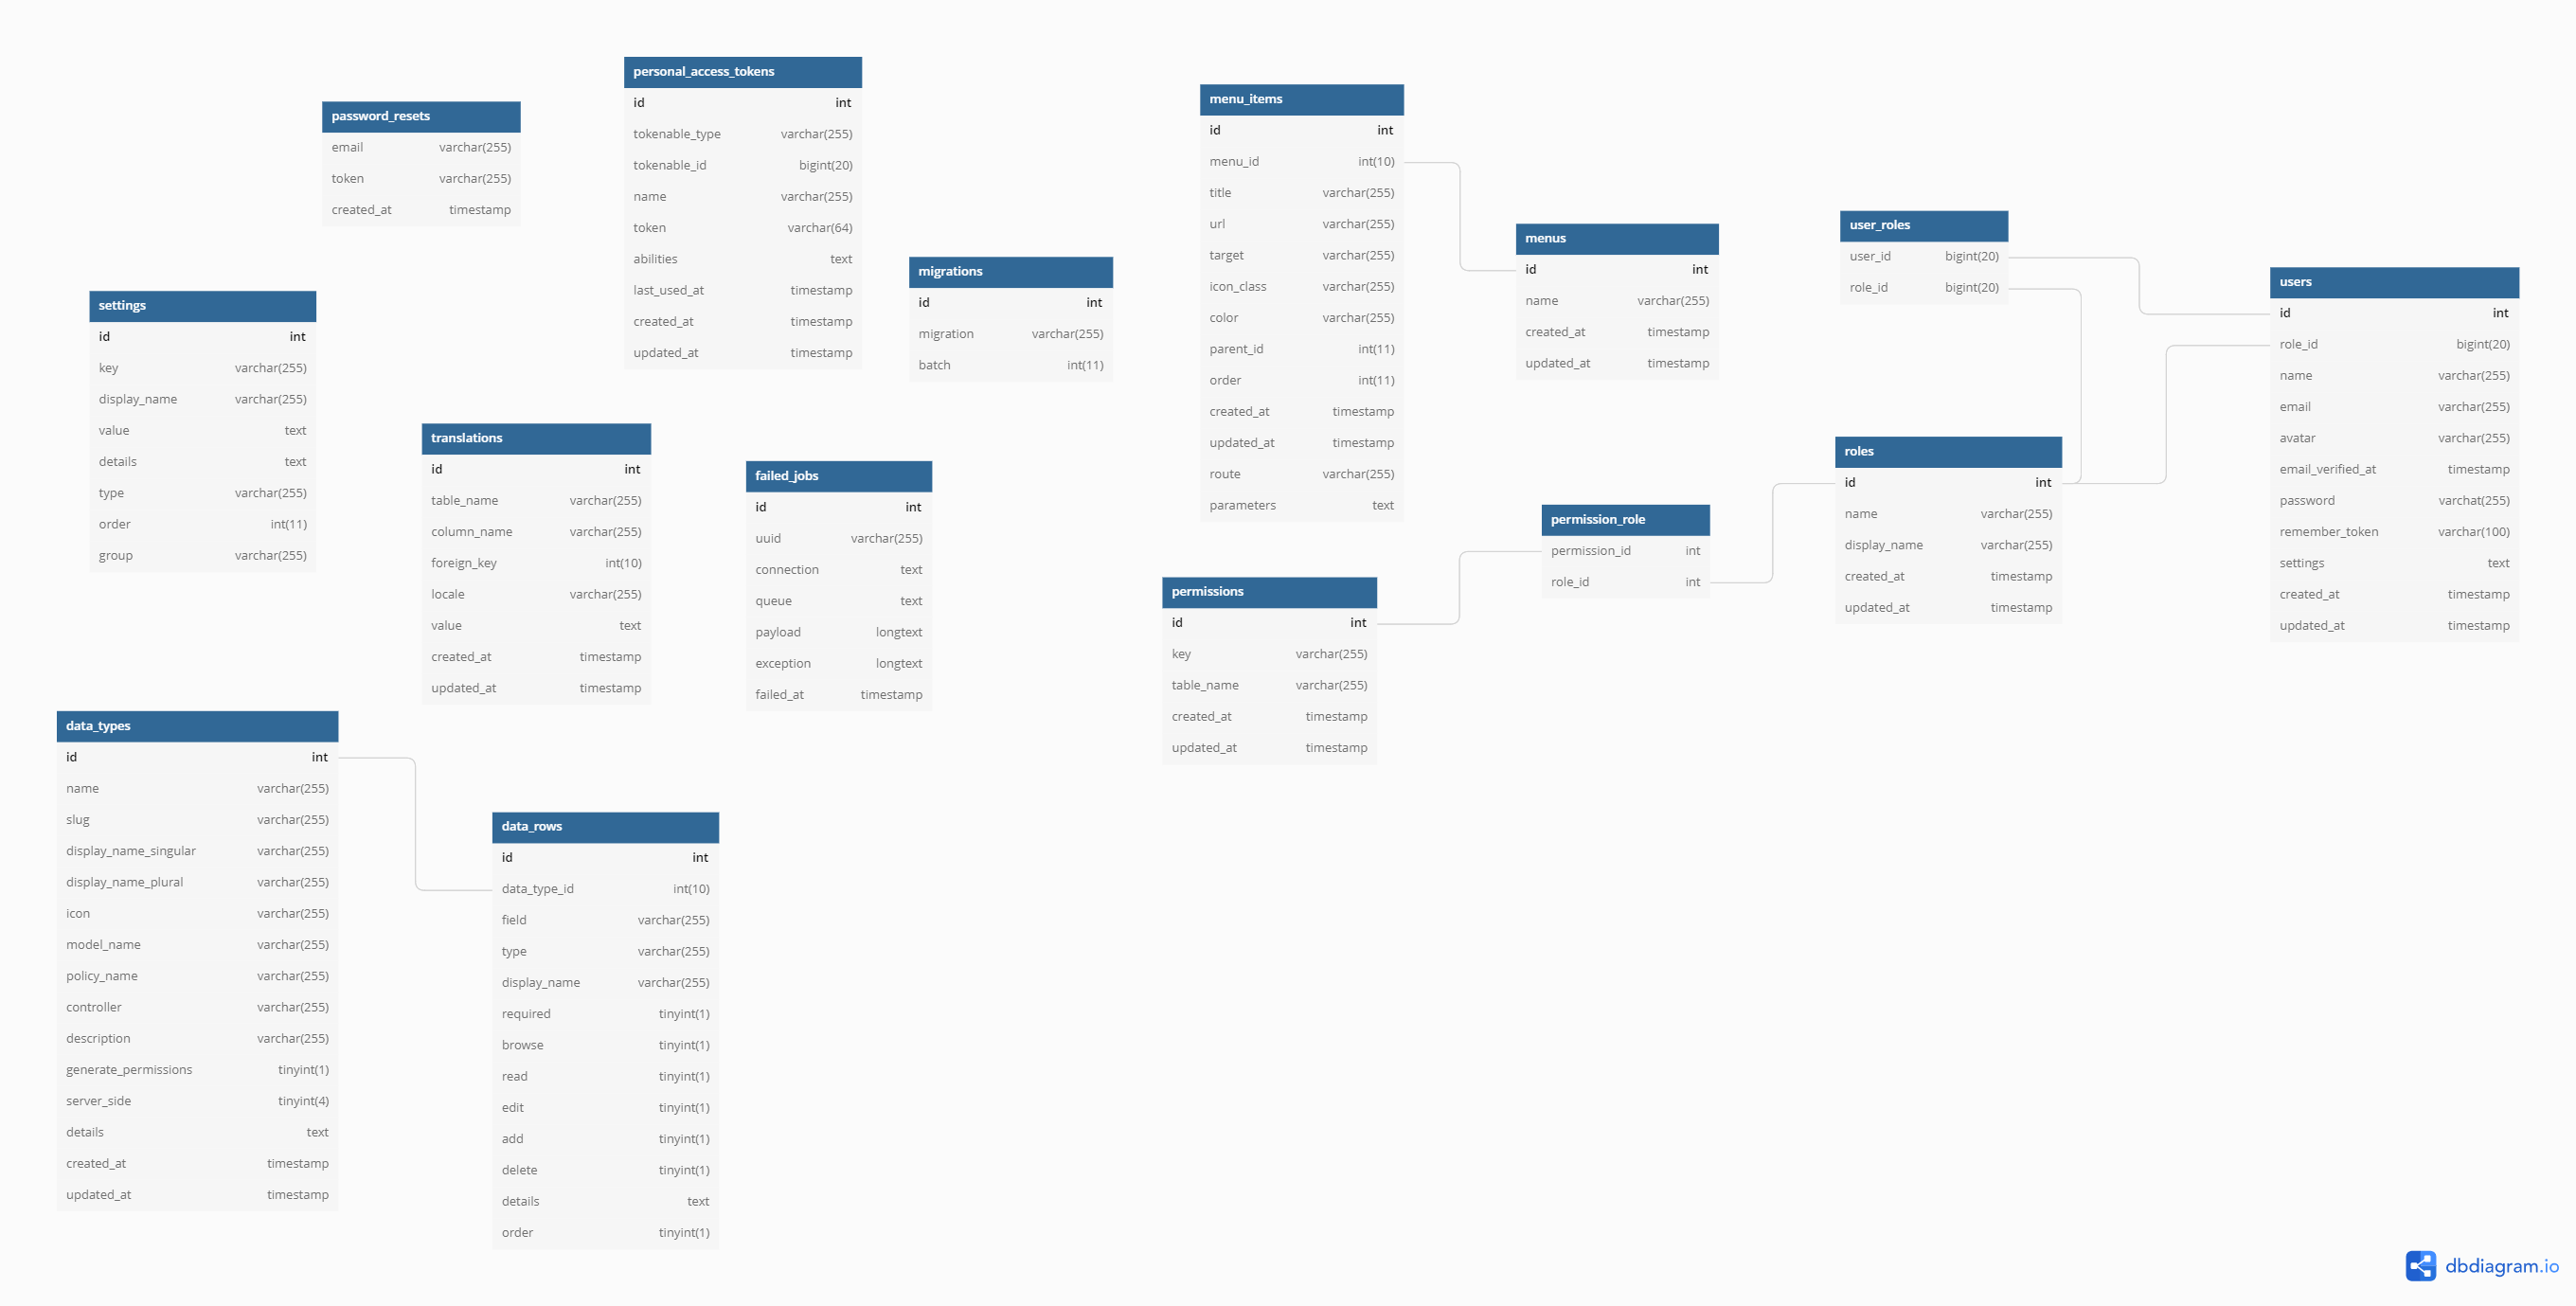 password_resets
email varchar(255)
token varchar(255)
created_at timestamp
personal_access_tokens
id int
tokenable_type varchar(255)
tokenable_id bigint(20)
name varchar(255)
token varchar(64)
abilities text
last_used_at timestamp
created_at timestamp
updated_at timestamp
migrations
id int
migration varchar(255)
batch int(11)
settings
id int
key varchar(255)
display_name varchar(255)
value text
details text
type varchar(255)
order int(11)
group varchar(255)
translations
id int
table_name varchar(255)
column_name varchar(255)
foreign_key int(10)
locale varchar(255)
value text
created_at timestamp
updated_at timestamp
failed_jobs
id int
uuid varchar(255)
connection text
queue text
payload longtext
exception longtext
failed_at timestamp
data_types
id int
name varchar(255)
slug varchar(255)
display_name_singular varchar(255)
display_name_plural varchar(255)
icon varchar(255)
model_name varchar(255)
policy_name varchar(255)
controller varchar(255)
description varchar(255)
generate_permissions tinyint(1)
server_side tinyint(4)
details text
created_at timestamp
updated_at timestamp
data_rows
id int
data_type_id int(10)
field varchar(255)
type varchar(255)
display_name varchar(255)
required tinyint(1)
browse tinyint(1)
read tinyint(1)
edit tinyint(1)
add tinyint(1)
delete tinyint(1)
details text
order tinyint(1)
menu_items
id int
menu_id int(10)
title varchar(255)
url varchar(255)
target varchar(255)
icon_class varchar(255)
color varchar(255)
parent_id int(11)
order int(11)
created_at timestamp
updated_at timestamp
route varchar(255)
parameters text
menus
id int
name varchar(255)
created_at timestamp
updated_at timestamp
permissions
id int
key varchar(255)
table_name varchar(255)
created_at timestamp
updated_at timestamp
permission_role
permission_id int
role_id int
user_roles
user_id bigint(20)
role_id bigint(20)
roles
id int
name varchar(255)
display_name varchar(255)
created_at timestamp
updated_at timestamp
users
id int
role_id bigint(20)
name varchar(255)
email varchar(255)
avatar varchar(255)
email_verified_at timestamp
password varchat(255)
remember_token varchar(100)
settings text
created_at timestamp
updated_at timestamp
dbdiagram.io